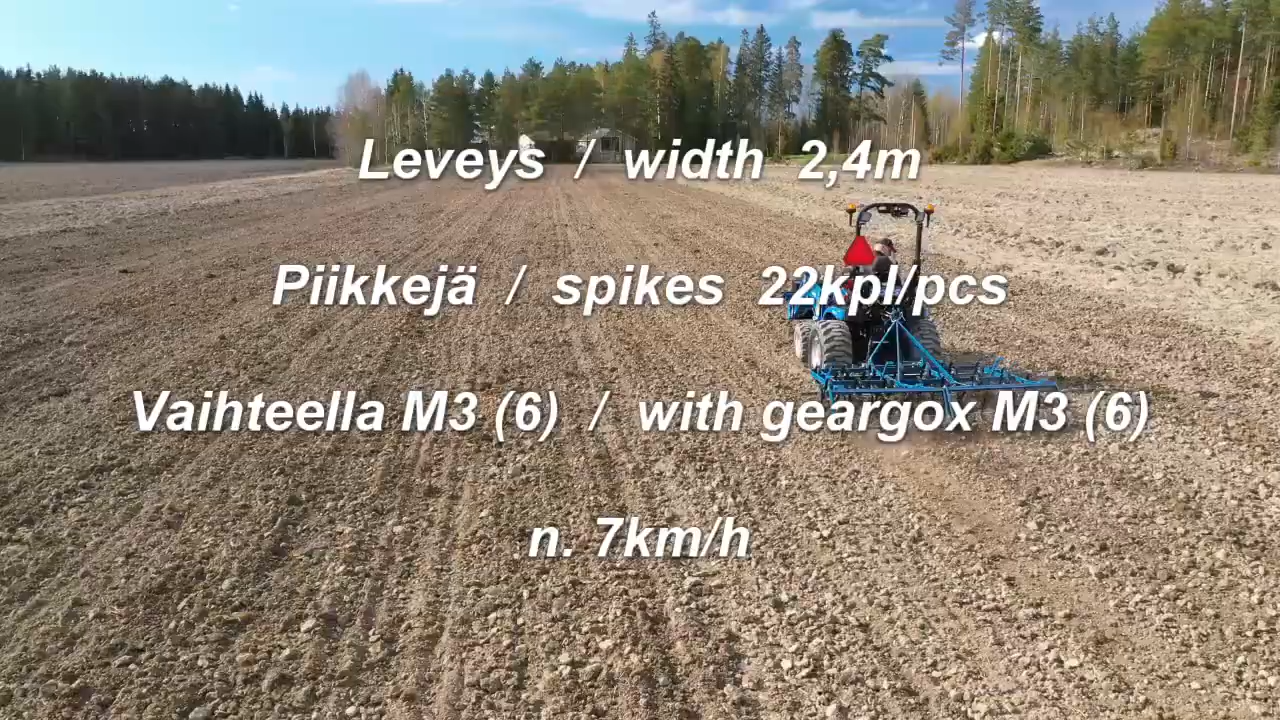 Leveys / width 2,4m
Piikkejä / spikes 22kpl/pcs
Vaihteella M3 (6) / with geargox M3 (6)
n. 7km/h